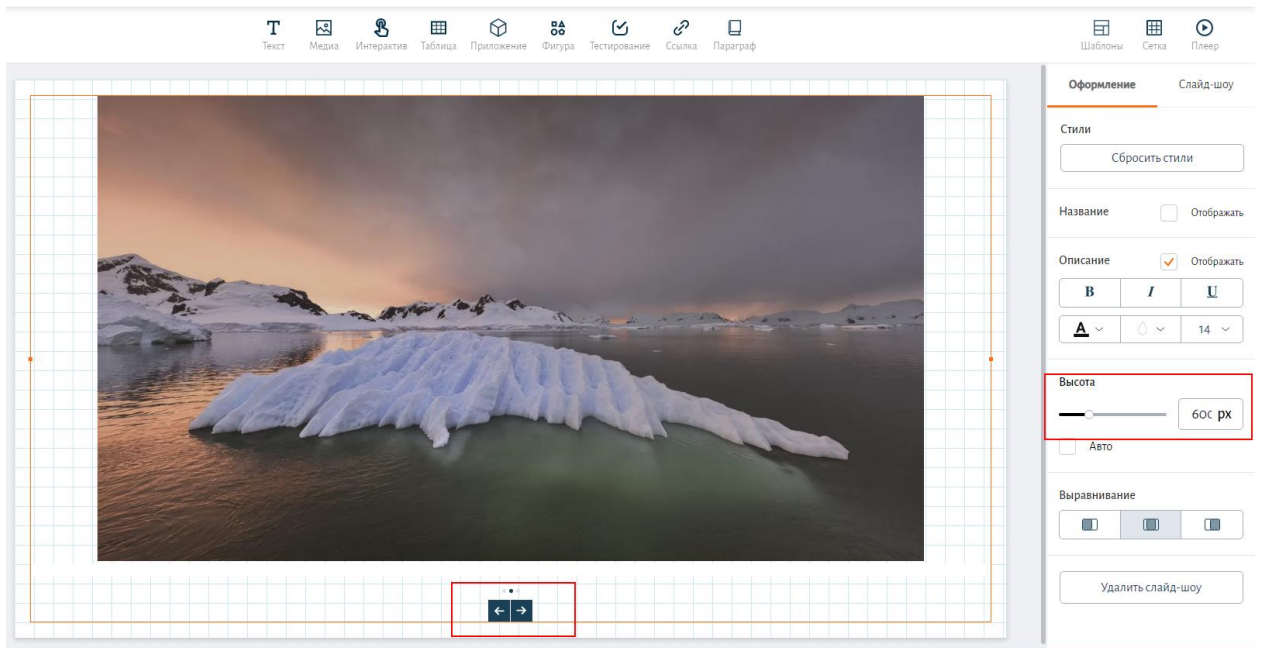 Текст Медиа Интерактив Таблица Приложение Фигура Тестирование Ссылка Параграф Шаблоны Сетка Плеер
Оформление Слайд-шоу
Стили
Сбросить стили
Название Отображать
Описание Отображать
B I U
A 14
Высота
600 px
Авто
Выравнивание
Удалить слайд-шоу